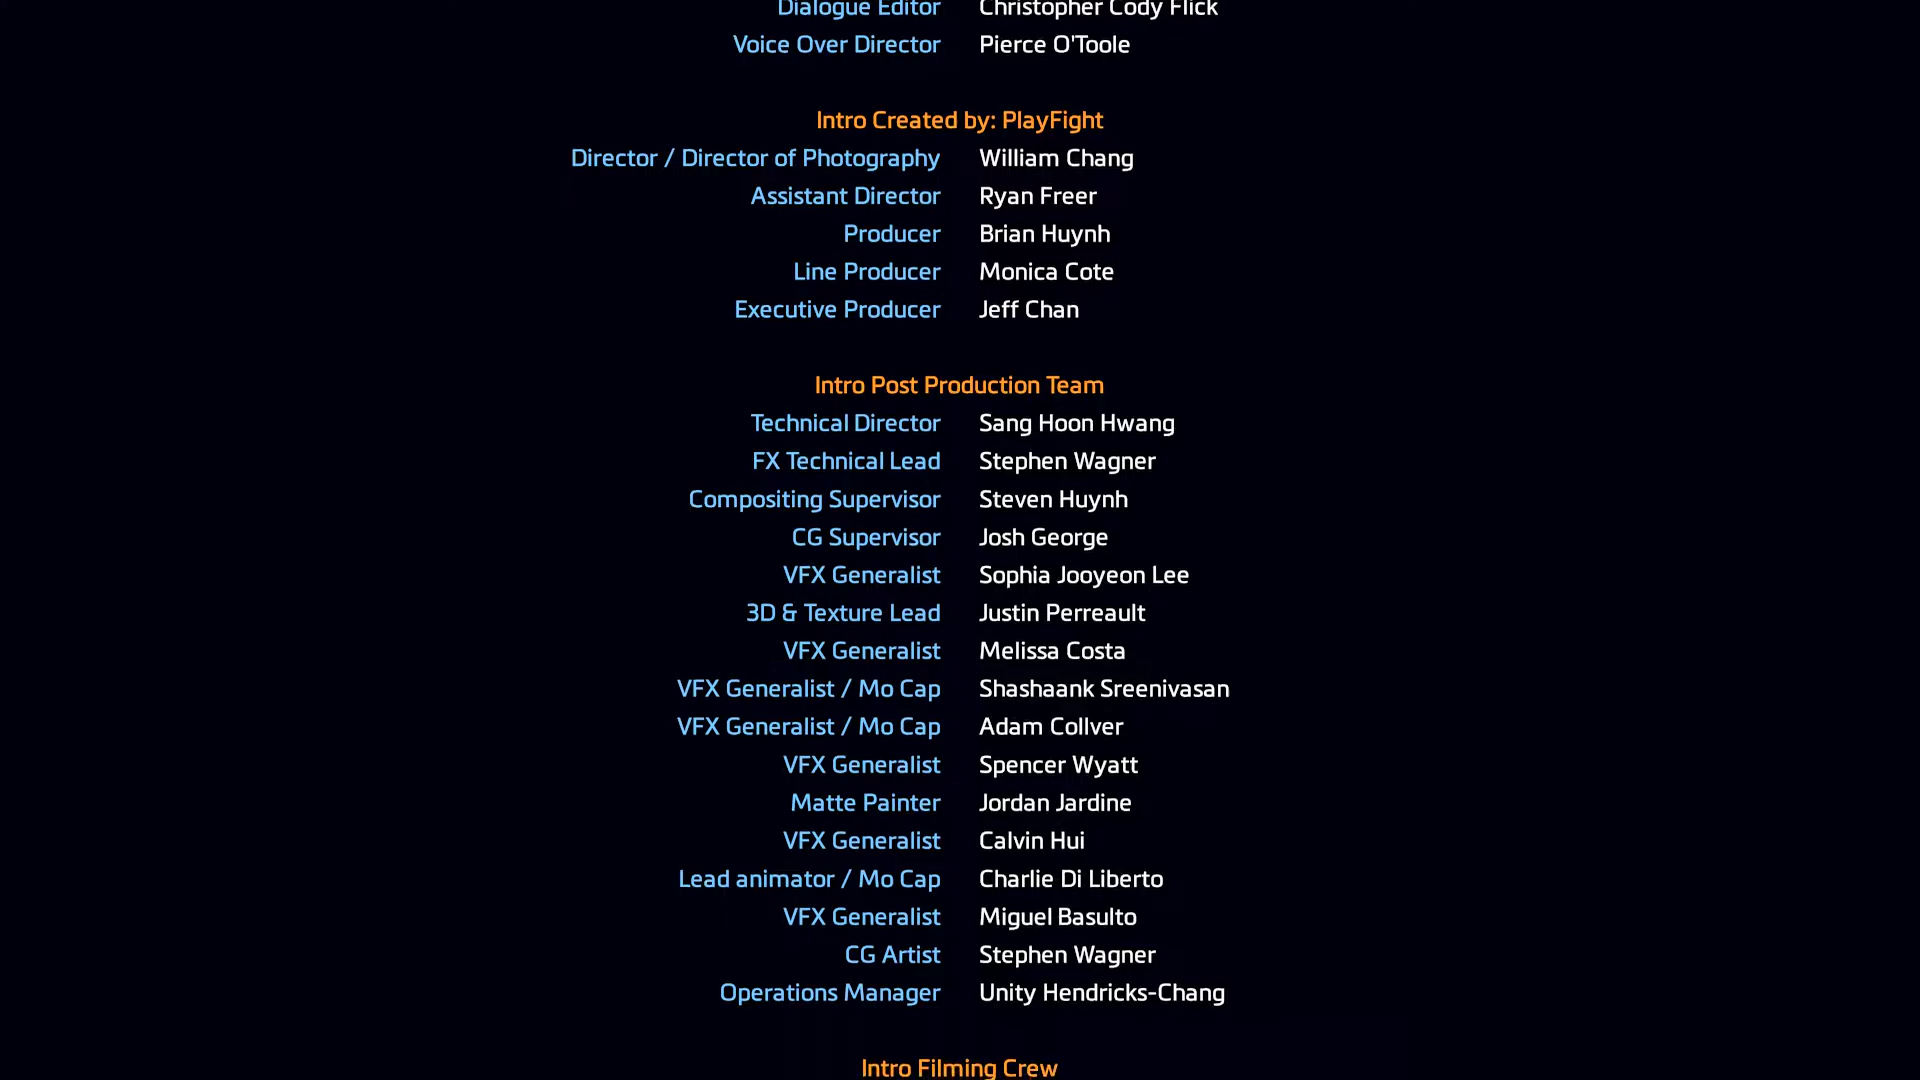 Dialogue Editor Christopher Cody Flick
Voice Over Director Pierce O'Toole
Intro Created by: PlayFight
Director / Director of Photography William Chang
Assistant Director Ryan Freer
Producer Brian Huynh
Line Producer Monica Cote
Executive Producer Jeff Chan
Intro Post Production Team
Technical Director Sang Hoon Hwang
FX Technical Lead Stephen Wagner
Compositing Supervisor Steven Huynh
CG Supervisor Josh George
VFX Generalist Sophia Jooyeon Lee
3D & Texture Lead Justin Perreault
VFX Generalist Melissa Costa
VFX Generalist / Mo Cap Shashaank Sreenivasan
VFX Generalist / Mo Cap Adam Collver
VFX Generalist Spencer Wyatt
Matte Painter Jordan Jardine
VFX Generalist Calvin Hui
Lead animator / Mo Cap Charlie Di Liberto
VFX Generalist Miguel Basulto
CG Artist Stephen Wagner
Operations Manager Unity Hendricks-Chang
Intro Filming Crew